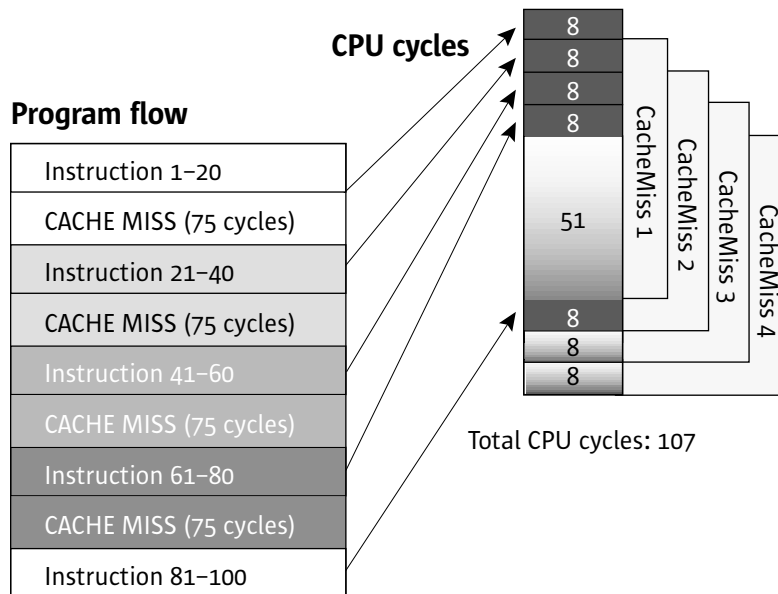 CPU cycles
Program flow
Instruction 1–20
CACHE MISS (75 cycles)
Instruction 21–40
CACHE MISS (75 cycles)
Instruction 41–60
CACHE MISS (75 cycles)
Instruction 61–80
CACHE MISS (75 cycles)
Instruction 81–100
8
8
8
8
51
8
8
8
CacheMiss 1
CacheMiss 2
CacheMiss 3
CacheMiss 4
Total CPU cycles: 107